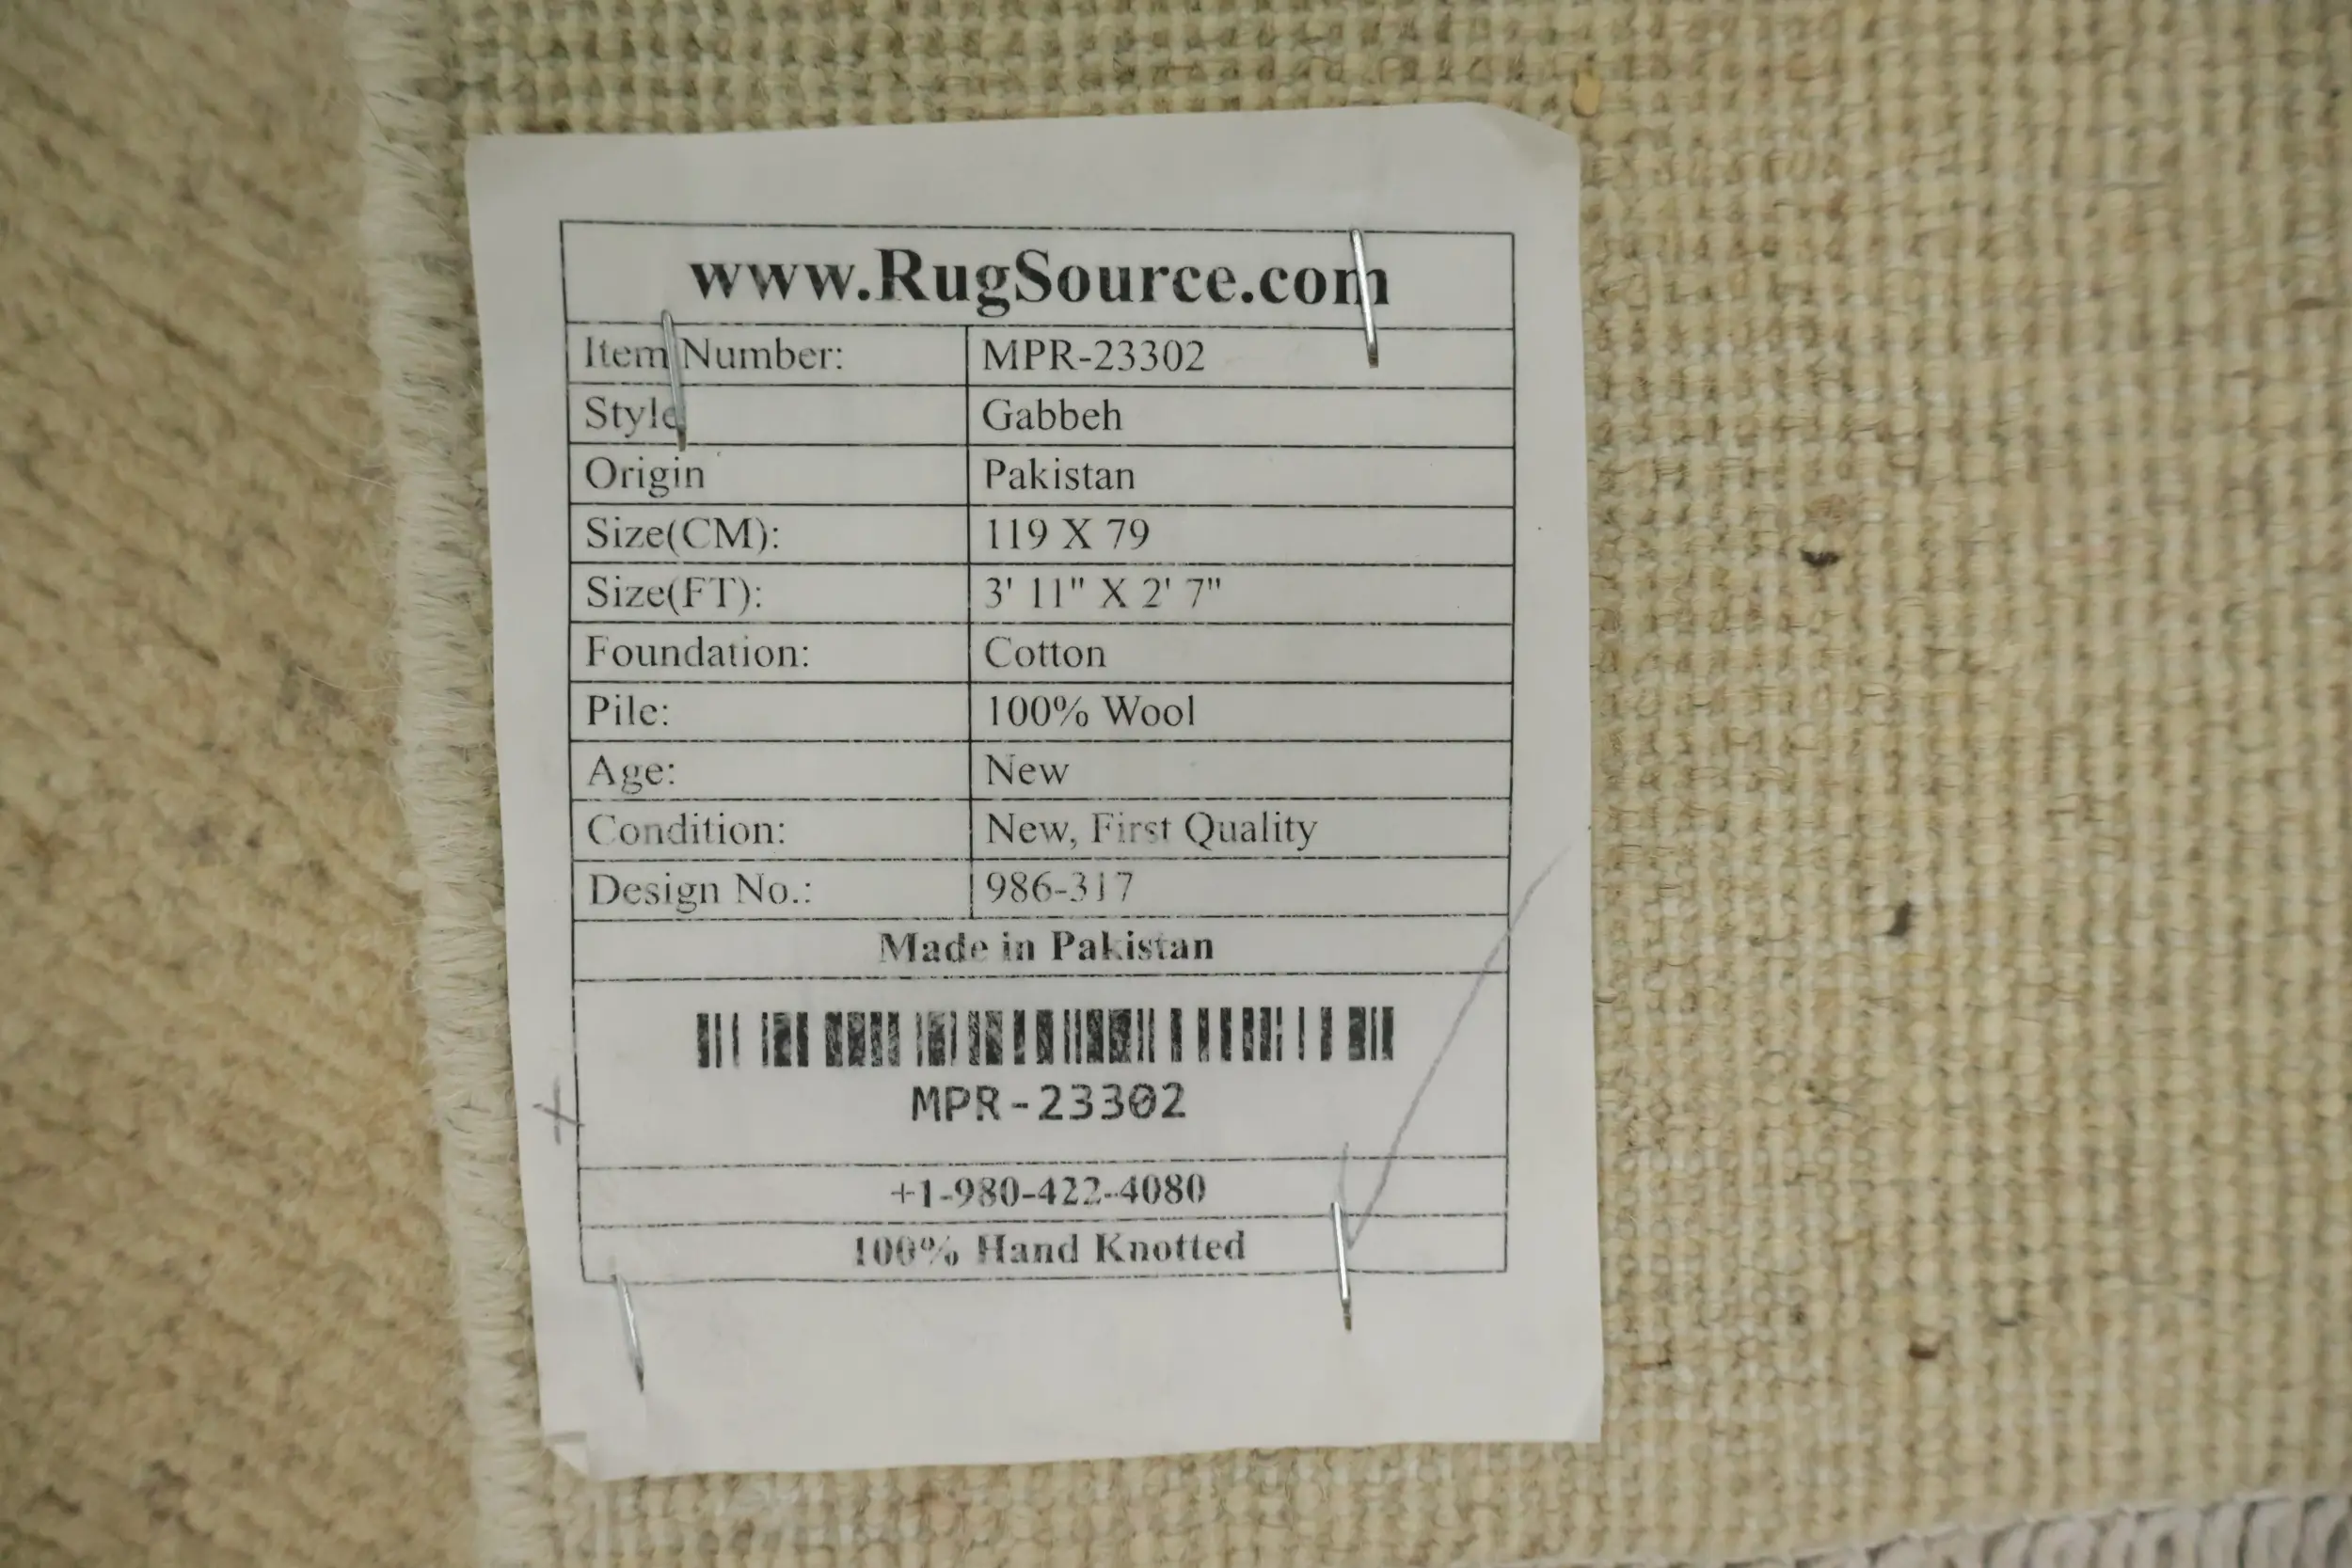 www.RugSource.com
Item Number: MPR-23302
Style Gabbeh
Origin Pakistan
Size(CM): 119 X 79
Size(FT): 3' 11" X 2' 7"
Foundation: Cotton
Pile: 100% Wool
Age: New
Condition: New, First Quality
Design No.: 986-317
Made in Pakistan
MPR-23302
+1-980-422-4080
100% Hand Knotted